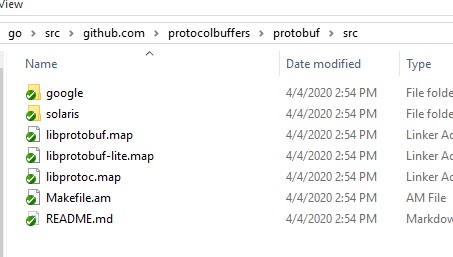 View
go > src > github.com > protocolbuffers > protobuf > src
Name Date modified Type
google 4/4/2020 2:54 PM File folde
solaris 4/4/2020 2:54 PM File folde
libprotobuf.map 4/4/2020 2:54 PM Linker Ad
libprotobuf-lite.map 4/4/2020 2:54 PM Linker Ad
libprotoc.map 4/4/2020 2:54 PM Linker Ad
Makefile.am 4/4/2020 2:54 PM AM File
README.md 4/4/2020 2:54 PM Markdow